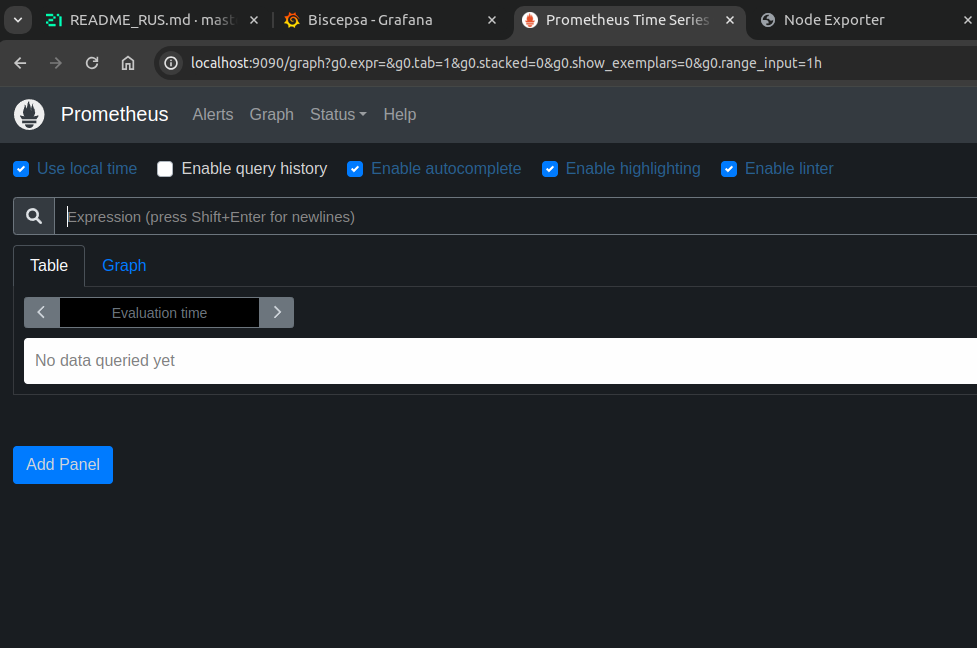 README_RUS.md · mast
Biscepsa - Grafana
Prometheus Time Series
Node Exporter
localhost:9090/graph?g0.expr=&g0.tab=1&g0.stacked=0&g0.show_exemplars=0&g0.range_input=1h
Prometheus Alerts Graph Status Help
Use local time Enable query history Enable autocomplete Enable highlighting Enable linter
Expression (press Shift+Enter for newlines)
Table Graph
Evaluation time
No data queried yet
Add Panel